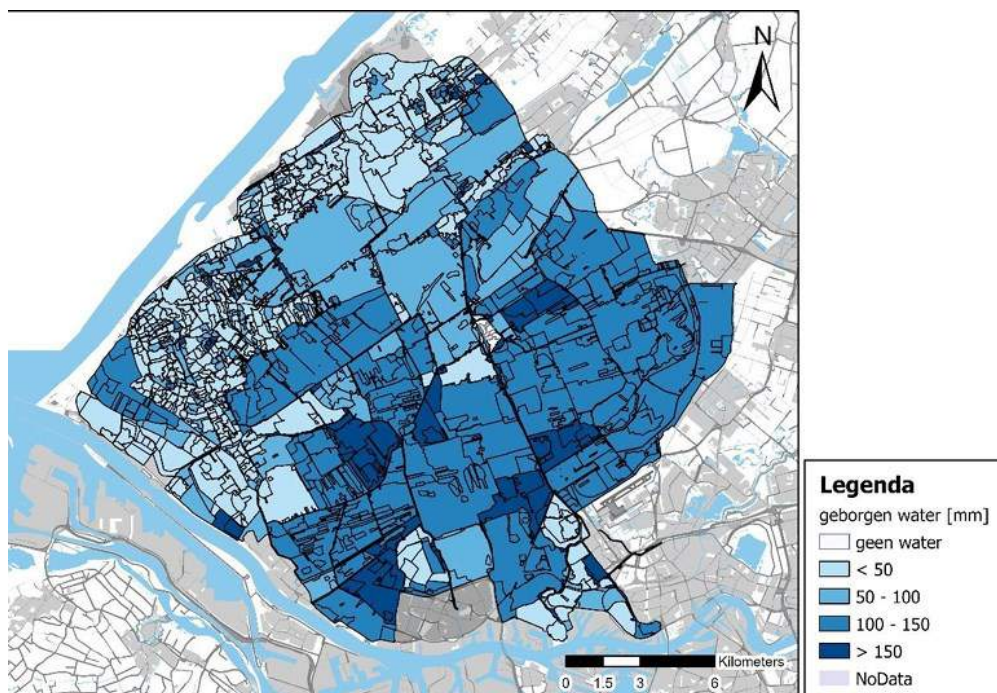 N
Legenda
geborgen water [mm]
geen water
< 50
50 - 100
100 - 150
> 150
NoData
Kilometers
0 1.5 3 6